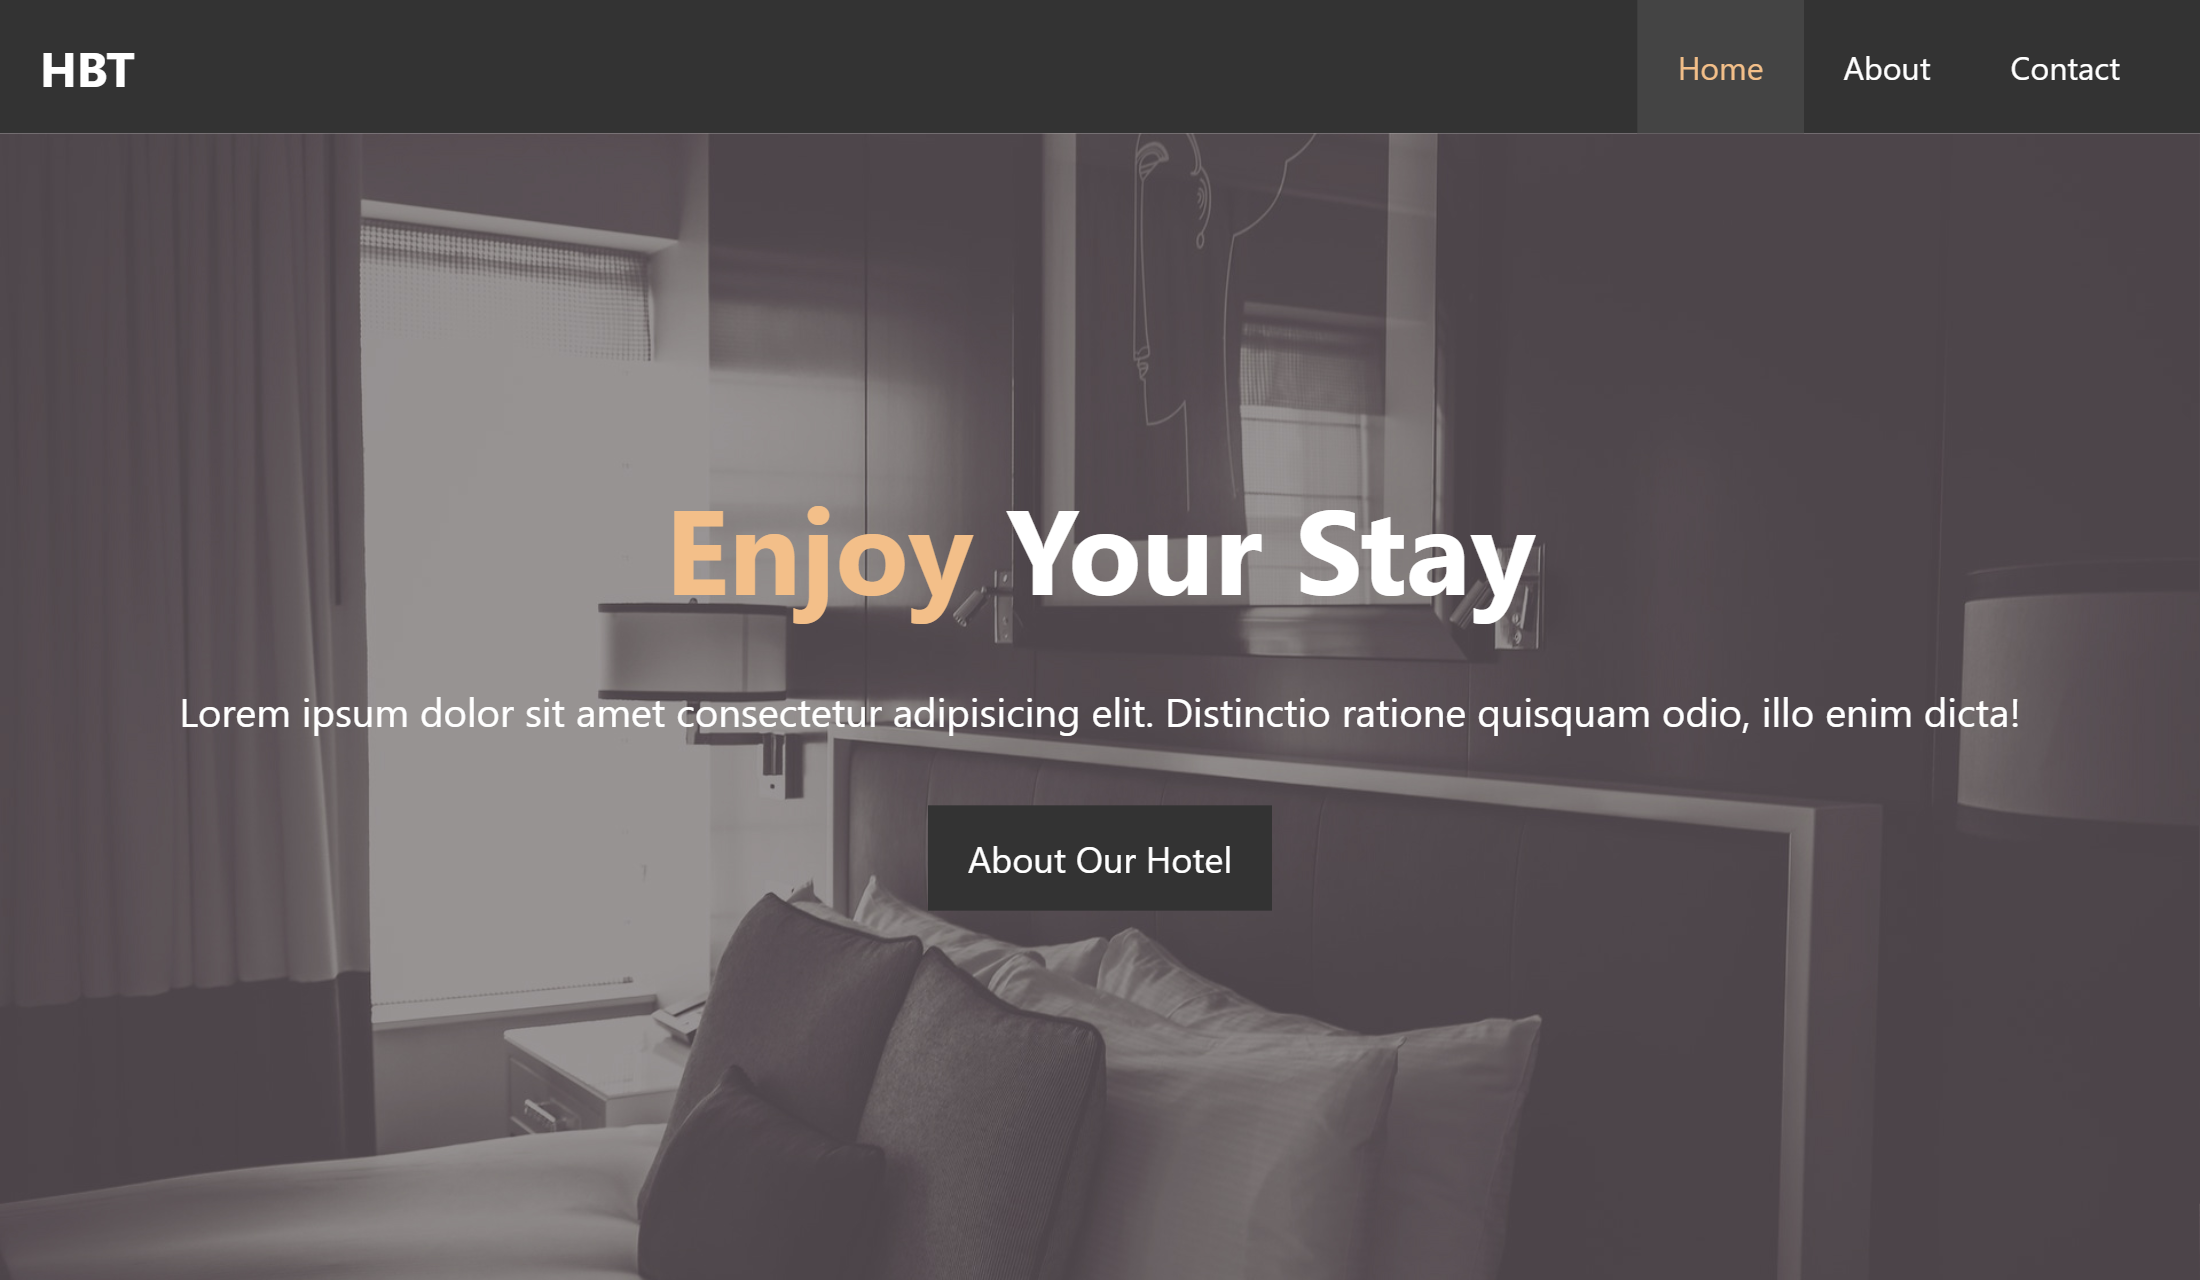 HBT
Home About Contact
Enjoy Your Stay
Lorem ipsum dolor sit amet consectetur adipisicing elit. Distinctio ratione quisquam odio, illo enim dicta!
About Our Hotel